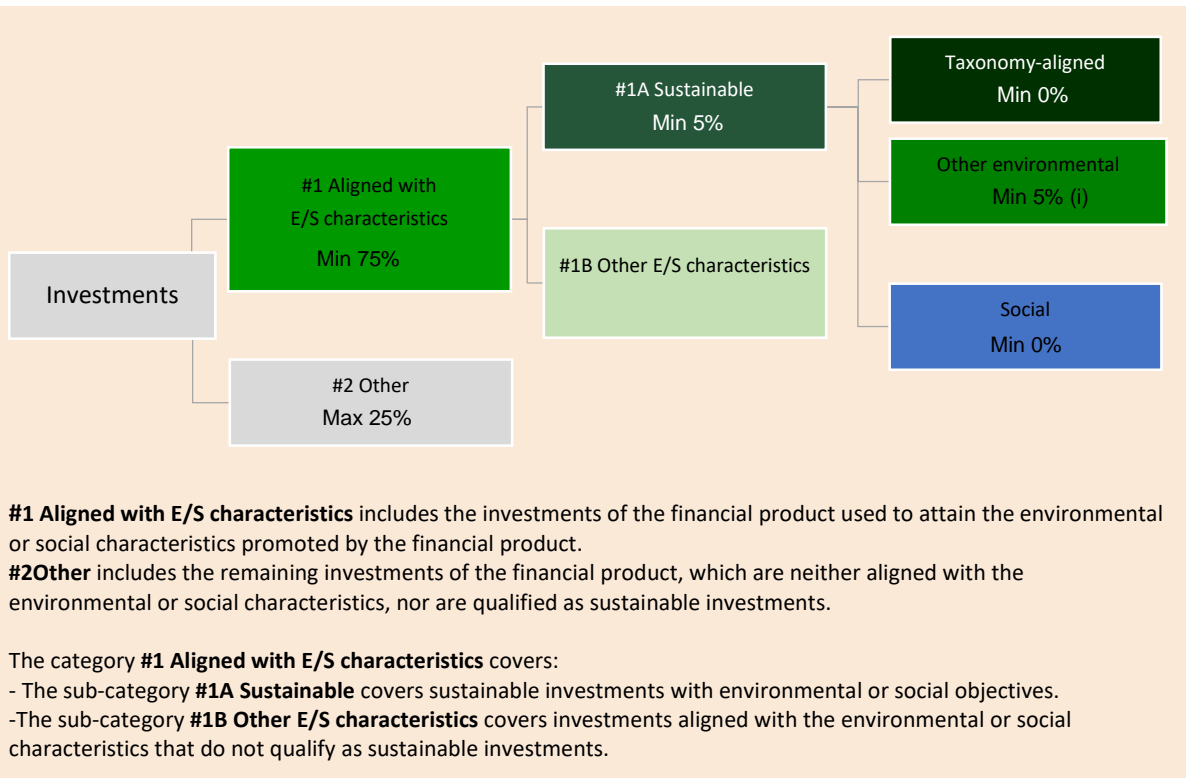 Investments
#1 Aligned with
E/S characteristics
Min 75%
#2 Other
Max 25%
#1A Sustainable
Min 5%
#1B Other E/S characteristics
Taxonomy-aligned
Min 0%
Other environmental
Min 5% (i)
Social
Min 0%
#1 Aligned with E/S characteristics includes the investments of the financial product used to attain the environmental
or social characteristics promoted by the financial product.
#2Other includes the remaining investments of the financial product, which are neither aligned with the
environmental or social characteristics, nor are qualified as sustainable investments.
The category #1 Aligned with E/S characteristics covers:
- The sub-category #1A Sustainable covers sustainable investments with environmental or social objectives.
-The sub-category #1B Other E/S characteristics covers investments aligned with the environmental or social
characteristics that do not qualify as sustainable investments.